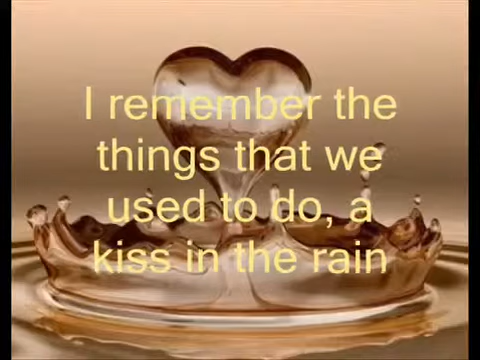 I remember the
things that we
used to do, a
kiss in the rain